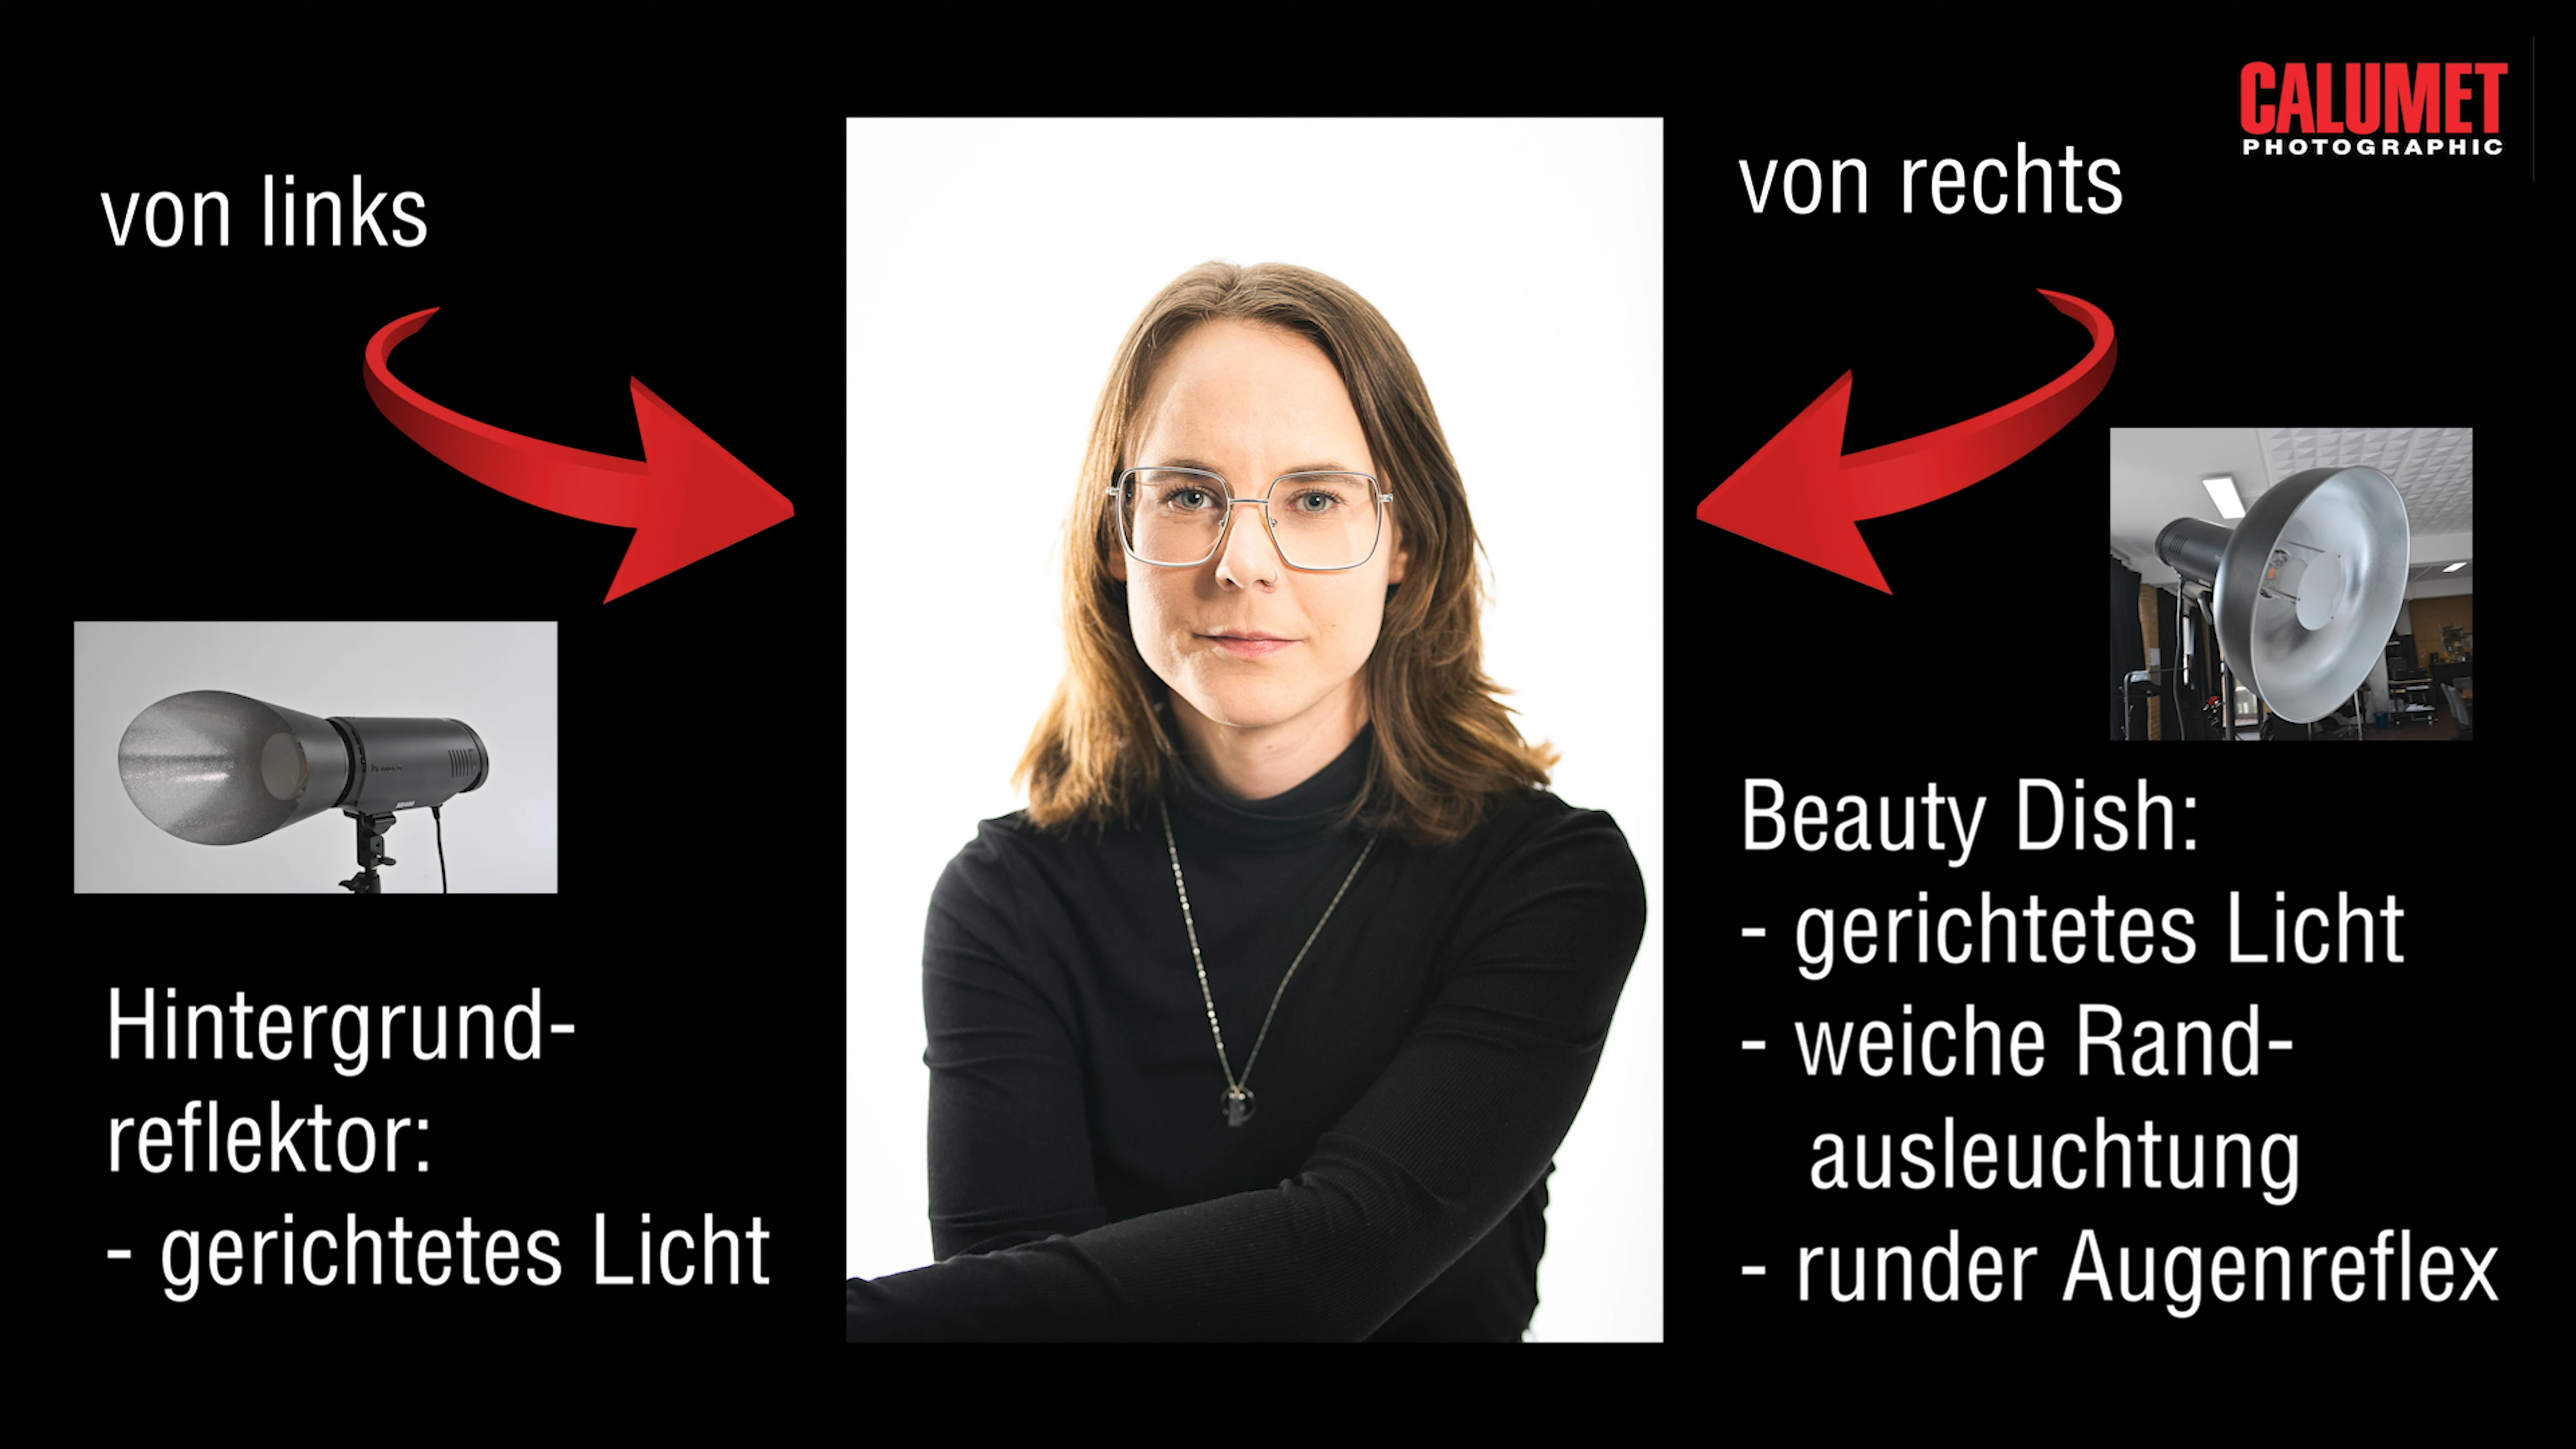 CALUMET
PHOTOGRAPHIC
von links
von rechts
Hintergrund-
reflektor:
- gerichtetes Licht
Beauty Dish:
- gerichtetes Licht
- weiche Rand-
ausleuchtung
- runder Augenreflex